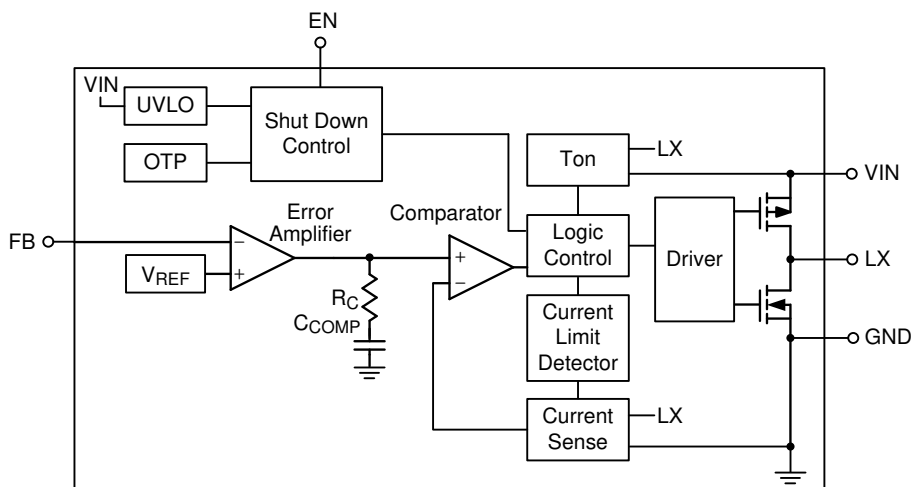 EN
VIN
UVLO
OTP
Shut Down
Control
Ton
LX
VIN
Error
Amplifier
Comparator
FB
−
+
VREF
+
−
Logic
Control
Driver
LX
RC
CCOMP
Current
Limit
Detector
GND
Current
Sense
LX